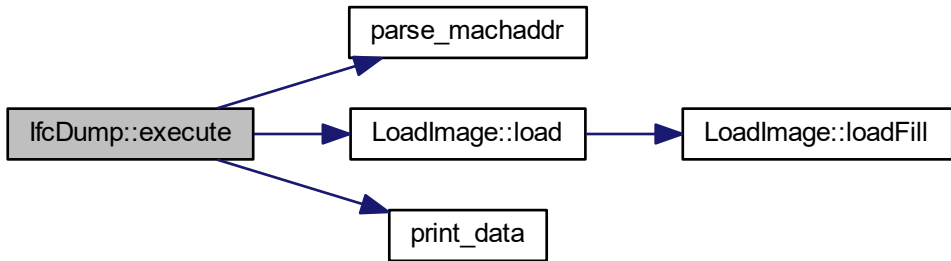 parse_machaddr
IfcDump::execute
LoadImage::load
LoadImage::loadFill
print_data